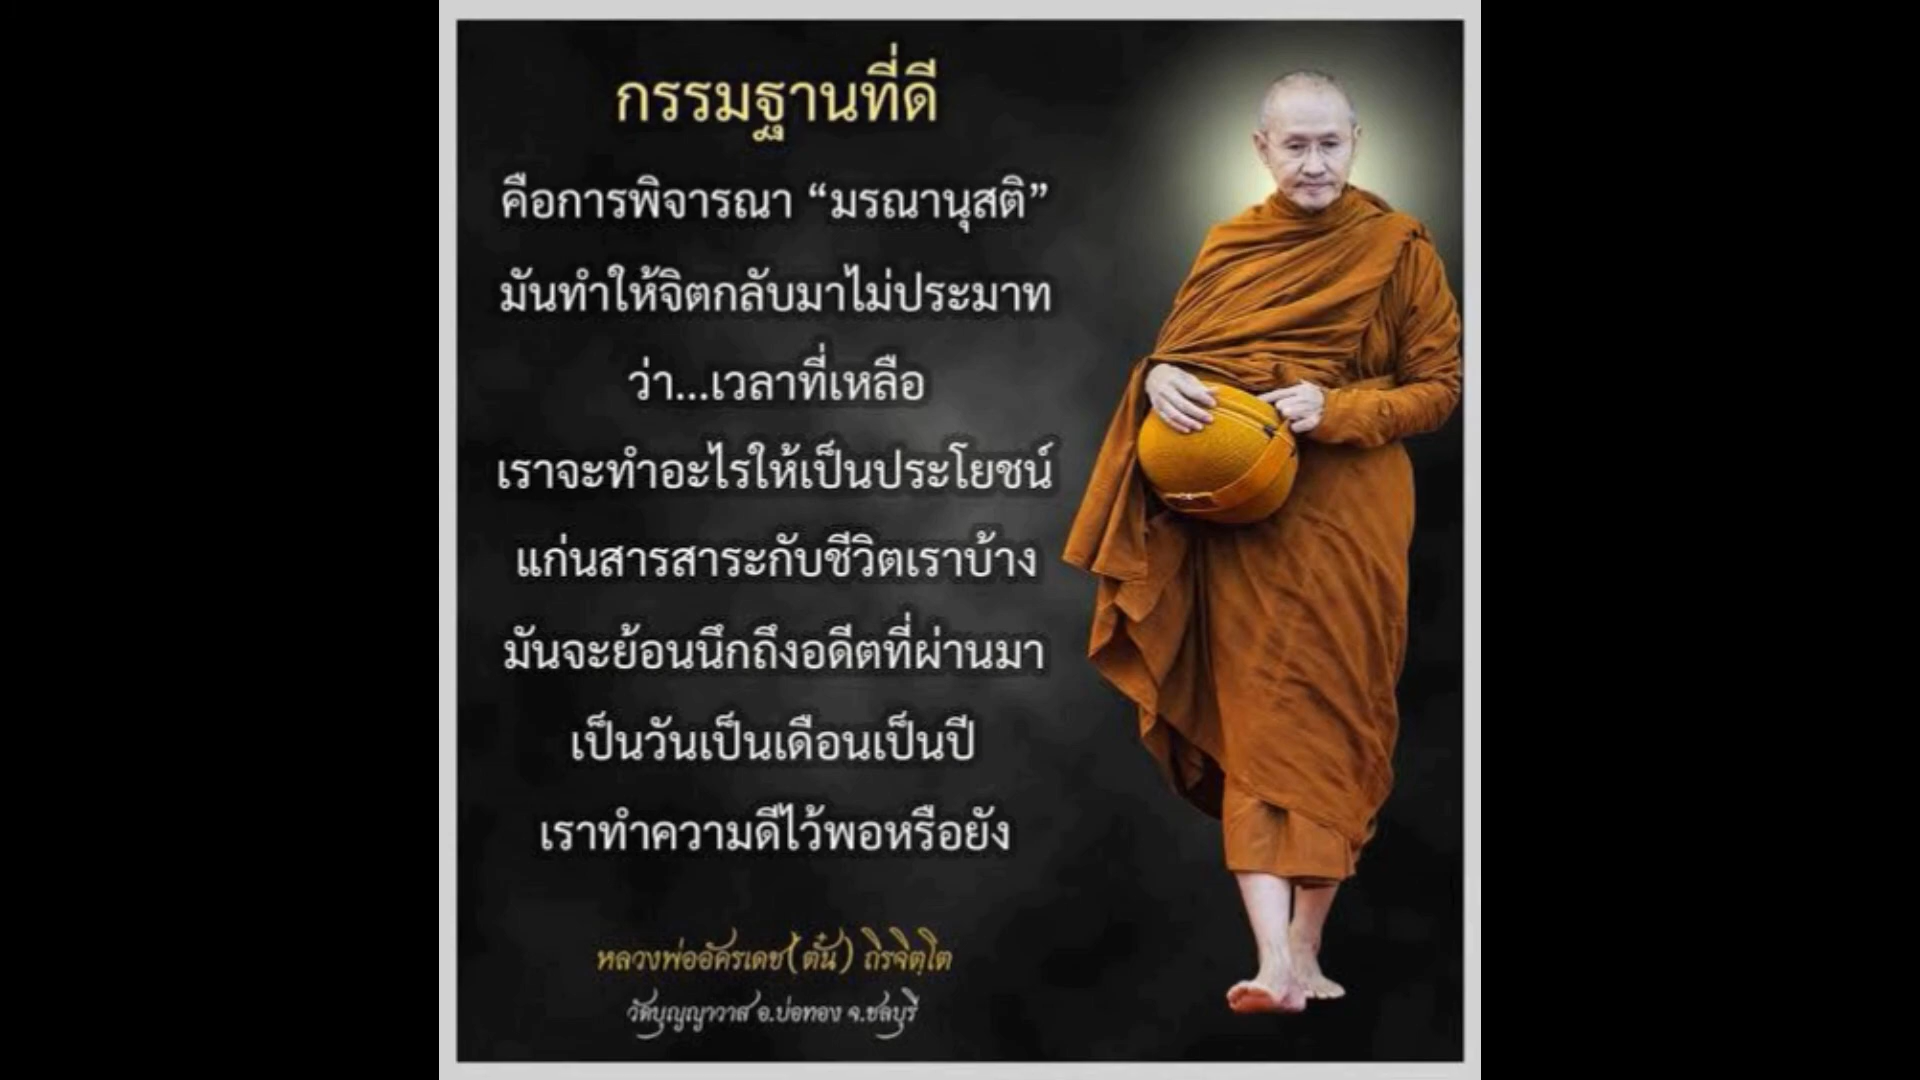 กรรมฐานที่ดี
คือการพิจารณา “มรณานุสติ”
มันทำให้จิตกลับมาไม่ประมาท
ว่า...เวลาที่เหลือ
เราจะทำอะไรให้เป็นประโยชน์
แก่นสารสาระกับชีวิตเราบ้าง
มันจะย้อนนึกถึงอดีตที่ผ่านมา
เป็นวันเป็นเดือนเป็นปี
เราทำความดีไว้พอหรือยัง
หลวงพ่ออัครเดช(ตั๋น) ถิรจิตฺโต
วัดบุญญาวาส อ.บ่อทอง จ.ชลบุรี